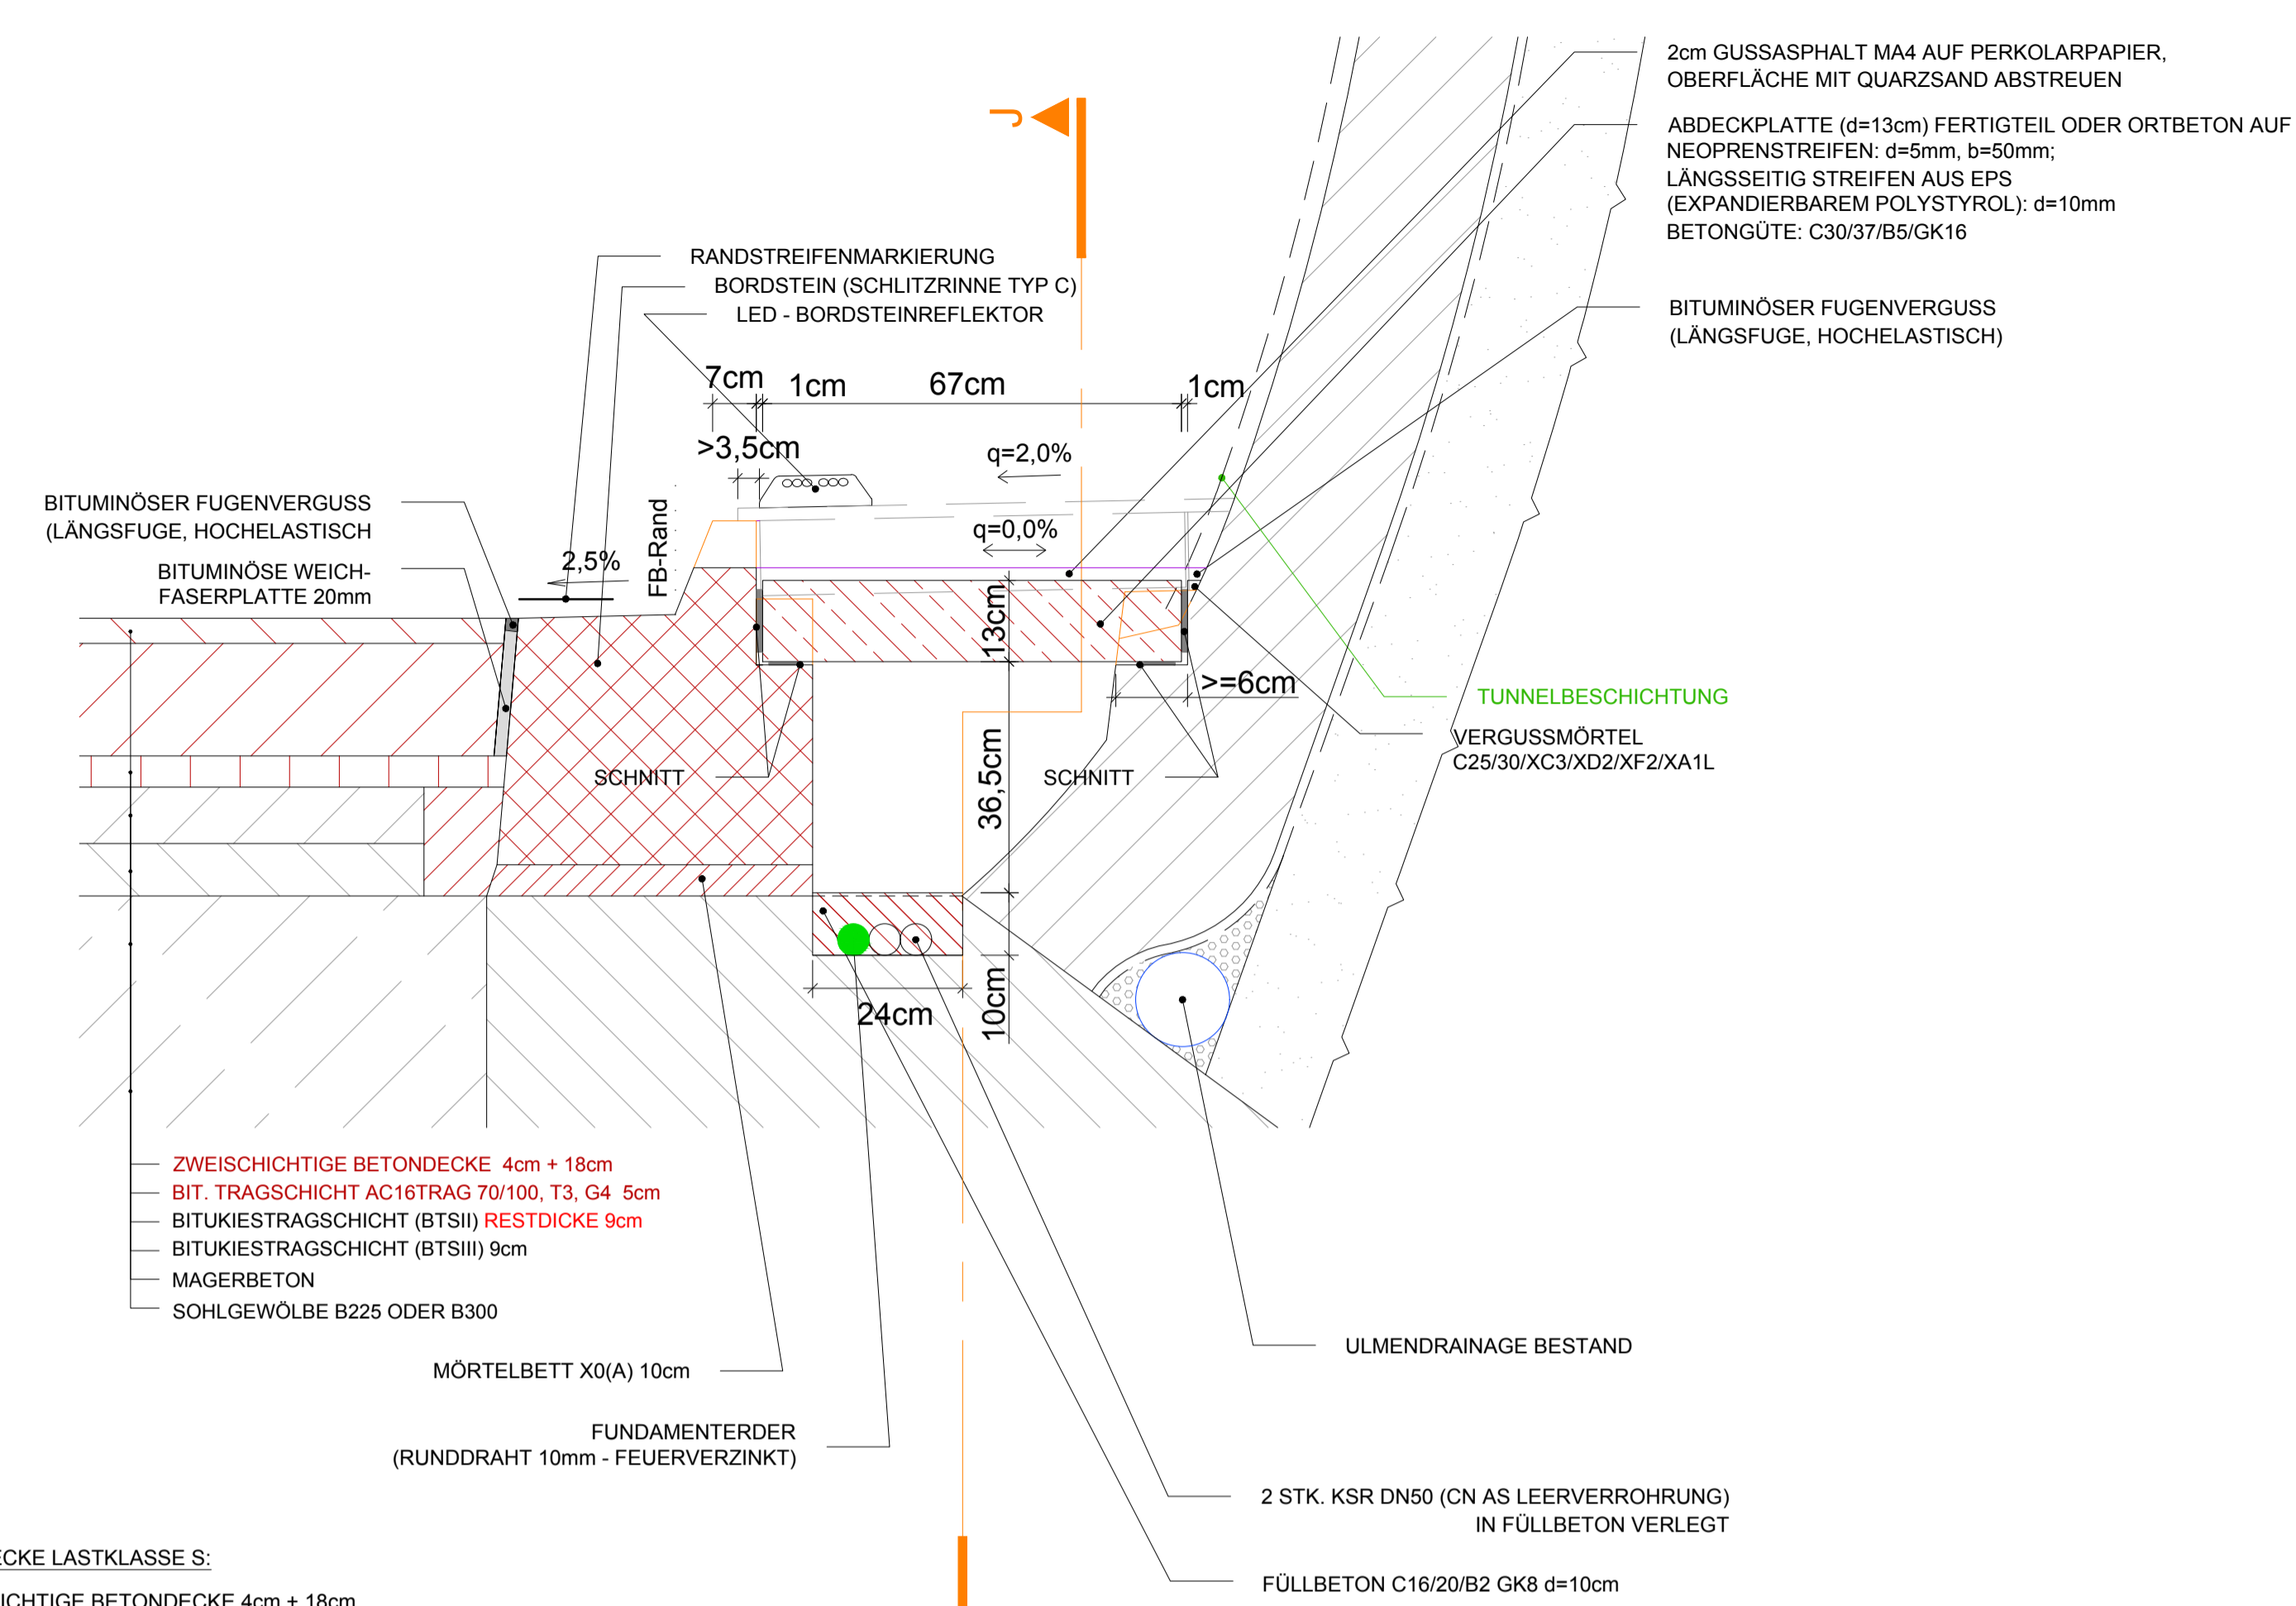 2cm GUSSASPHALT MA4 AUF PERKOLARPAPIER,
OBERFLÄCHE MIT QUARZSAND ABSTREUEN
ABDECKPLATTE (d=13cm) FERTIGTEIL ODER ORTBETON AUF
NEOPRENSTREIFEN: d=5mm, b=50mm;
LÄNGSSEITIG STREIFEN AUS EPS
(EXPANDIERBAREM POLYSTYROL): d=10mm
BETONGÜTE: C30/37/B5/GK16
J
RANDSTREIFENMARKIERUNG
BORDSTEIN (SCHLITZRINNE TYP C)
LED - BORDSTEINREFLEKTOR
BITUMINÖSER FUGENVERGUSS
(LÄNGSFUGE, HOCHELASTISCH)
7cm
1cm
67cm
1cm
>3,5cm
q=2,0%
BITUMINÖSER FUGENVERGUSS
(LÄNGSFUGE, HOCHELASTISCH
BITUMINÖSE WEICH-
FASERPLATTE 20mm
2,5%
FB-Rand
q=0,0%
13cm
>=6cm
TUNNELBESCHICHTUNG
VERGUSSMÖRTEL
C25/30/XC3/XD2/XF2/XA1L
SCHNITT
36,5cm
SCHNITT
24cm
10cm
ZWEISCHICHTIGE BETONDECKE 4cm + 18cm
BIT. TRAGSCHICHT AC16TRAG 70/100, T3, G4 5cm
BITUKIESTRAGSCHICHT (BTSII) RESTDICKE 9cm
BITUKIESTRAGSCHICHT (BTSIII) 9cm
MAGERBETON
SOHLGEWÖLBE B225 ODER B300
ULMENDRAINAGE BESTAND
MÖRTELBETT X0(A) 10cm
FUNDAMENTERDER
(RUNDDRAHT 10mm - FEUERVERZINKT)
2 STK. KSR DN50 (CN AS LEERVERROHRUNG)
IN FÜLLBETON VERLEGT
FÜLLBETON C16/20/B2 GK8 d=10cm
ECKE LASTKLASSE S:
ICHTIGE BETONDECKE 4cm + 18cm